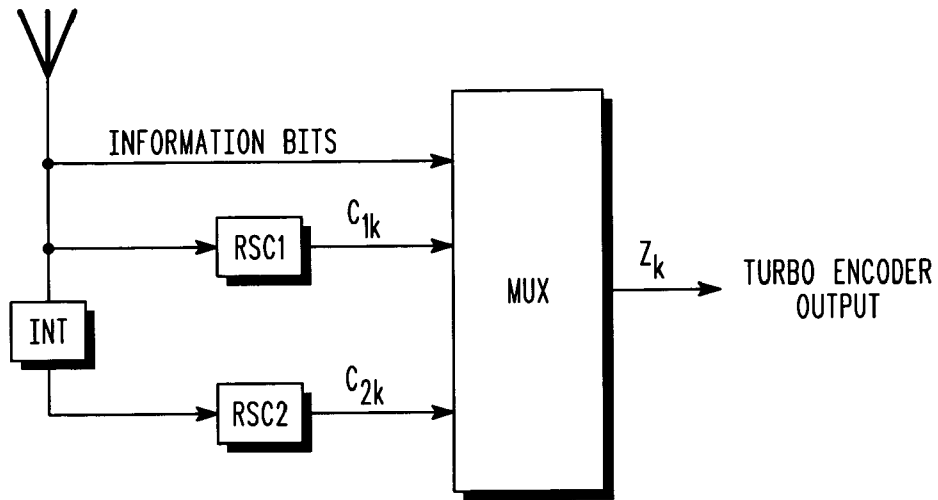 INFORMATION BITS
C1k
RSC1
Zk
TURBO ENCODER
OUTPUT
MUX
INT
C2k
RSC2